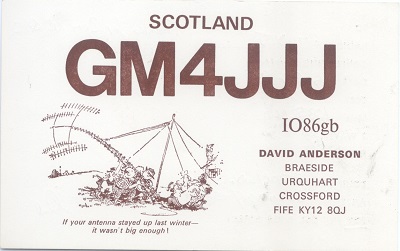 SCOTLAND
GM4JJJ
IO86gb
DAVID ANDERSON
BRAESIDE
URQUHART
CROSSFORD
FIFE KY12 8QJ
If your antenna stayed up last winter—
it wasn't big enough!